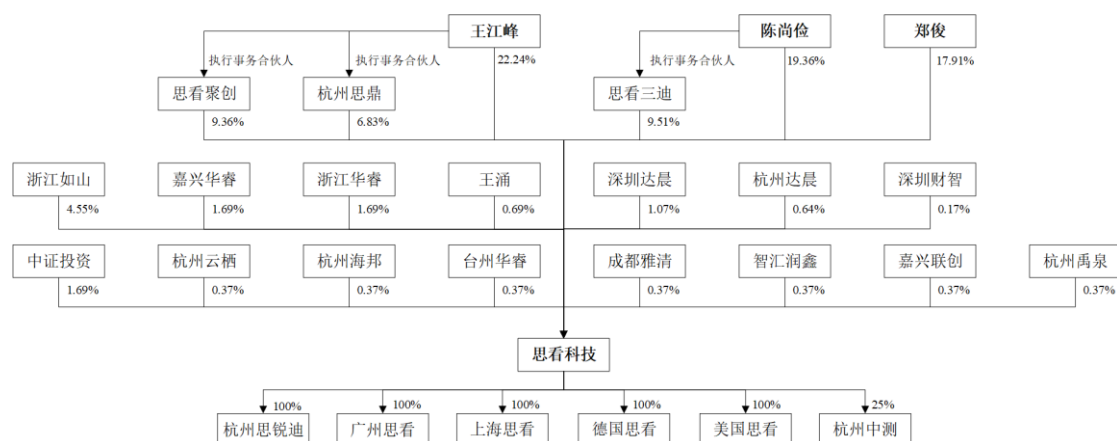 王江峰
陈尚俭
郑俊
执行事务合伙人
执行事务合伙人
22.24%
执行事务合伙人
19.36%
17.91%
思看聚创
杭州思鼎
思看三迪
9.36%
6.83%
9.51%
浙江如山
嘉兴华睿
浙江华睿
王涌
深圳达晨
杭州达晨
深圳财智
4.55%
1.69%
1.69%
0.69%
1.07%
0.64%
0.17%
中证投资
杭州云栖
杭州海邦
台州华睿
成都雅清
智汇润鑫
嘉兴联创
杭州禹泉
1.69%
0.37%
0.37%
0.37%
0.37%
0.37%
0.37%
0.37%
思看科技
100%
100%
100%
100%
100%
25%
杭州思锐迪
广州思看
上海思看
德国思看
美国思看
杭州中测